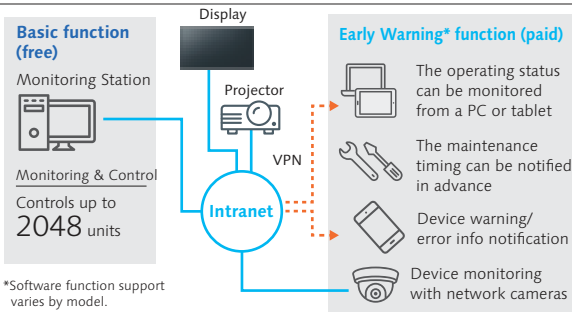 Basic function
(free)
Monitoring Station
Monitoring & Control
Controls up to
2048 units
*Software function support
varies by model.
Display
Projector
VPN
Intranet
Early Warning* function (paid)
The operating status
can be monitored
from a PC or tablet
The maintenance
timing can be notified
in advance
Device warning/
error info notification
Device monitoring
with network cameras